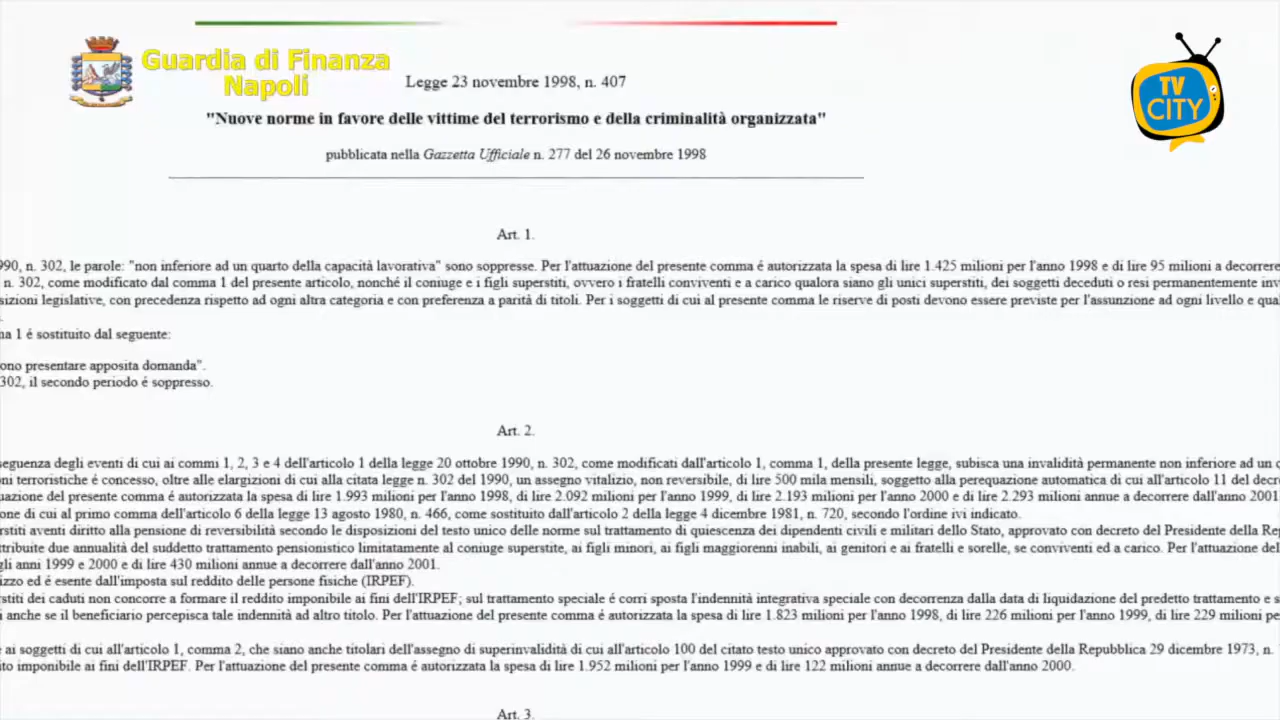 Guardia di Finanza
Napoli
TV
CITY
Legge 23 novembre 1998, n. 407
"Nuove norme in favore delle vittime del terrorismo e della criminalità organizzata"
pubblicata nella Gazzetta Ufficiale n. 277 del 26 novembre 1998
Art. 1.
990, n. 302, le parole: "non inferiore ad un quarto della capacità lavorativa" sono soppresse. Per l'attuazione del presente comma é autorizzata la spesa di lire 1.425 milioni per l'anno 1998 e di lire 95 milioni a decorrere
n. 302, come modificato dal comma 1 del presente articolo, nonché il coniuge e i figli superstiti, ovvero i fratelli conviventi e a carico qualora siano gli unici superstiti, dei soggetti deceduti o resi permanentemente inv
sizioni legislative, con precedenza rispetto ad ogni altra categoria e con preferenza a parità di titoli. Per i soggetti di cui al presente comma le riserve di posti devono essere previste per l'assunzione ad ogni livello e qua
ma 1 é sostituito dal seguente:
ono presentare apposita domanda".
302, il secondo periodo é soppresso.
Art. 2.
seguenza degli eventi di cui ai commi 1, 2, 3 e 4 dell'articolo 1 della legge 20 ottobre 1990, n. 302, come modificati dall'articolo 1, comma 1, della presente legge, subisca una invalidità permanente non inferiore ad un q
ni terroristiche é concesso, oltre alle elargizioni di cui alla citata legge n. 302 del 1990, un assegno vitalizio, non reversibile, di lire 500 mila mensili, soggetto alla perequazione automatica di cui all'articolo 11 del decre
uazione del presente comma é autorizzata la spesa di lire 1.993 milioni per l'anno 1998, di lire 2.092 milioni per l'anno 1999, di lire 2.193 milioni per l'anno 2000 e di lire 2.293 milioni annue a decorrere dall'anno 2001.
one di cui al primo comma dell'articolo 6 della legge 13 agosto 1980, n. 466, come sostituito dall'articolo 2 della legge 4 dicembre 1981, n. 720, secondo l'ordine ivi indicato.
rstiti aventi diritto alla pensione di reversibilità secondo le disposizioni del testo unico delle norme sul trattamento di quiescenza dei dipendenti civili e militari dello Stato, approvato con decreto del Presidente della Re
ttribuite due annualità del suddetto trattamento pensionistico limitatamente al coniuge superstite, ai figli minori, ai figli maggiorenni inabili, ai genitori e ai fratelli e sorelle, se conviventi ed a carico. Per l'attuazione del
gli anni 1999 e 2000 e di lire 430 milioni annue a decorrere dall'anno 2001.
izzo ed é esente dall'imposta sul reddito delle persone fisiche (IRPEF).
rstiti dei caduti non concorre a formare il reddito imponibile ai fini dell'IRPEF; sul trattamento speciale é corri sposta l'indennità integrativa speciale con decorrenza dalla data di liquidazione del predetto trattamento e s
i anche se il beneficiario percepisca tale indennità ad altro titolo. Per l'attuazione del presente comma é autorizzata la spesa di lire 1.823 milioni per l'anno 1998, di lire 226 milioni per l'anno 1999, di lire 229 milioni pe
e ai soggetti di cui all'articolo 1, comma 2, che siano anche titolari dell'assegno di superinvalidità di cui all'articolo 100 del citato testo unico approvato con decreto del Presidente della Repubblica 29 dicembre 1973, n.
ito imponibile ai fini dell'IRPEF. Per l'attuazione del presente comma é autorizzata la spesa di lire 1.952 milioni per l'anno 1999 e di lire 122 milioni annue a decorrere dall'anno 2000.
Art. 3.